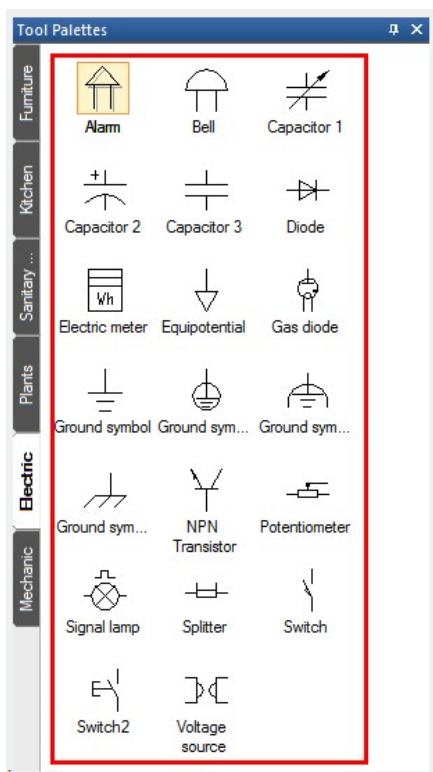 Tool Palettes
Furniture
Kitchen
Sanitary ...
Plants
Electric
Mechanic
Alarm
Bell
Capacitor 1
+
Capacitor 2
Capacitor 3
Diode
Wh
Electric meter
Equipotential
Gas diode
Ground symbol
Ground sym...
Ground sym...
Ground sym...
NPN
Transistor
Potentiometer
Signal lamp
Splitter
Switch
Switch2
Voltage
source